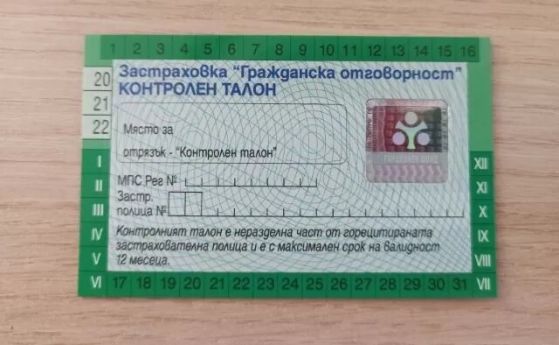 1 2 3 4 5 6 7 8 9 10 11 12 13 14 15 16
20
21
22
Застраховка "Гражданска отговорност"
КОНТРОЛЕН ТАЛОН
Място за
отрязък - "Контролен талон"
МПС Рег №
Застр.
полица №
Контролният талон е неразделна част от горецитираната
застрахователна полица и е с максимален срок на валидност
12 месеца.
I
II
III
IV
V
VI
XII
XI
X
IX
VIII
VII
17 18 19 20 21 22 23 24 25 26 27 28 29 30 31